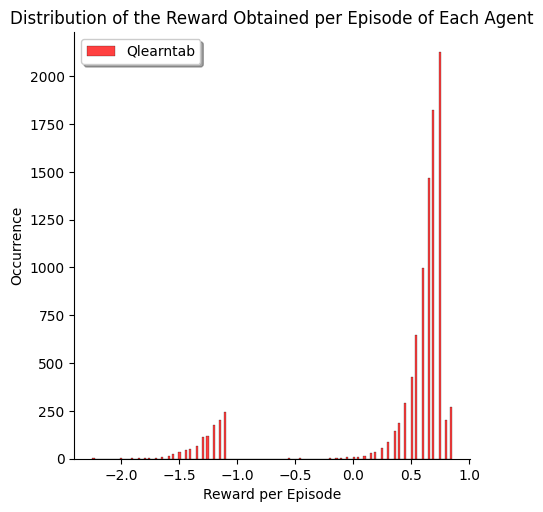 Distribution of the Reward Obtained per Episode of Each Agent
Qlearntab
2000
1750
1500
1250
1000
750
500
250
0
Occurrence
−2.0 −1.5 −1.0 −0.5 0.0 0.5 1.0
Reward per Episode